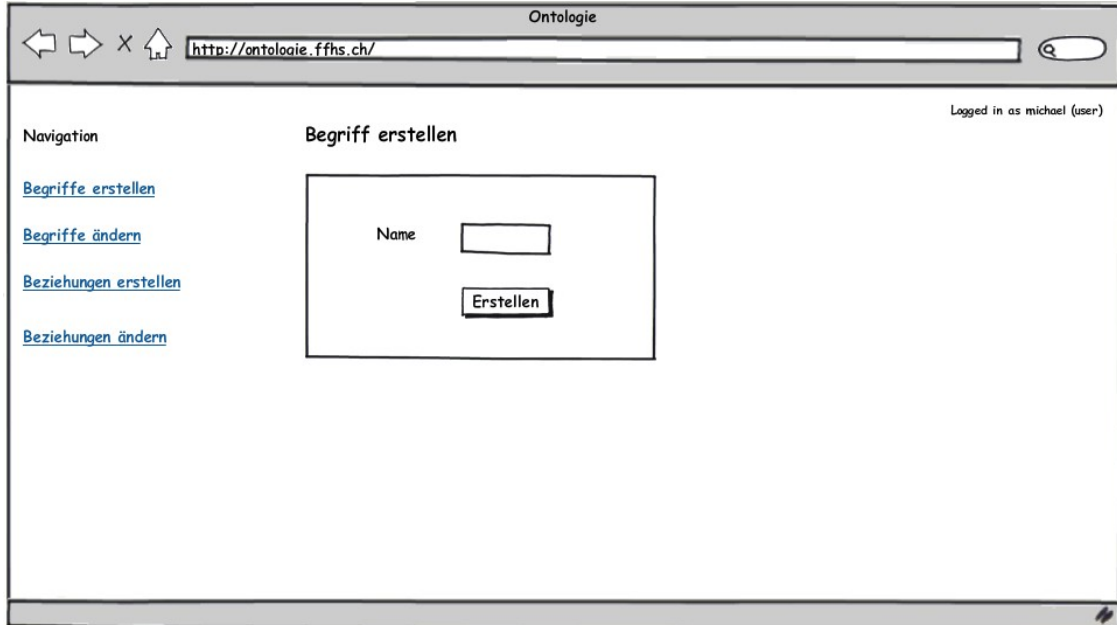 Ontologie
http://ontologie.ffhs.ch/
Logged in as michael (user)
Navigation
Begriffe erstellen
Begriffe ändern
Beziehungen erstellen
Beziehungen ändern
Begriff erstellen
Name
Erstellen